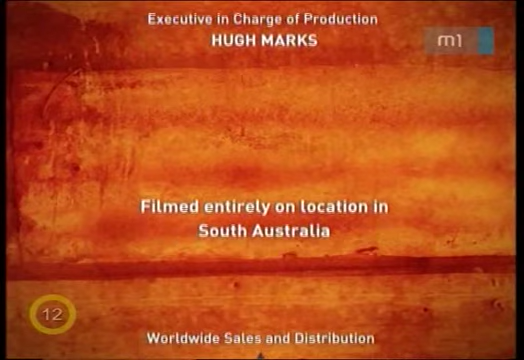 Executive in Charge of Production
HUGH MARKS
m1
Filmed entirely on location in
South Australia
12
Worldwide Sales and Distribution